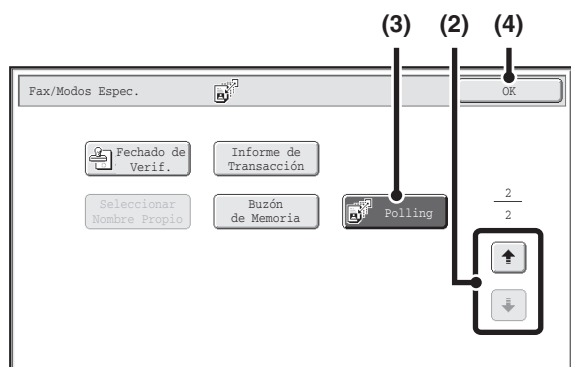 (3) (2) (4)
Fax/Modos Espec.
OK
Fechado de
Verif.
Informe de
Transacción
Seleccionar
Nombre Propio
Buzón
de Memoria
Polling
2
2